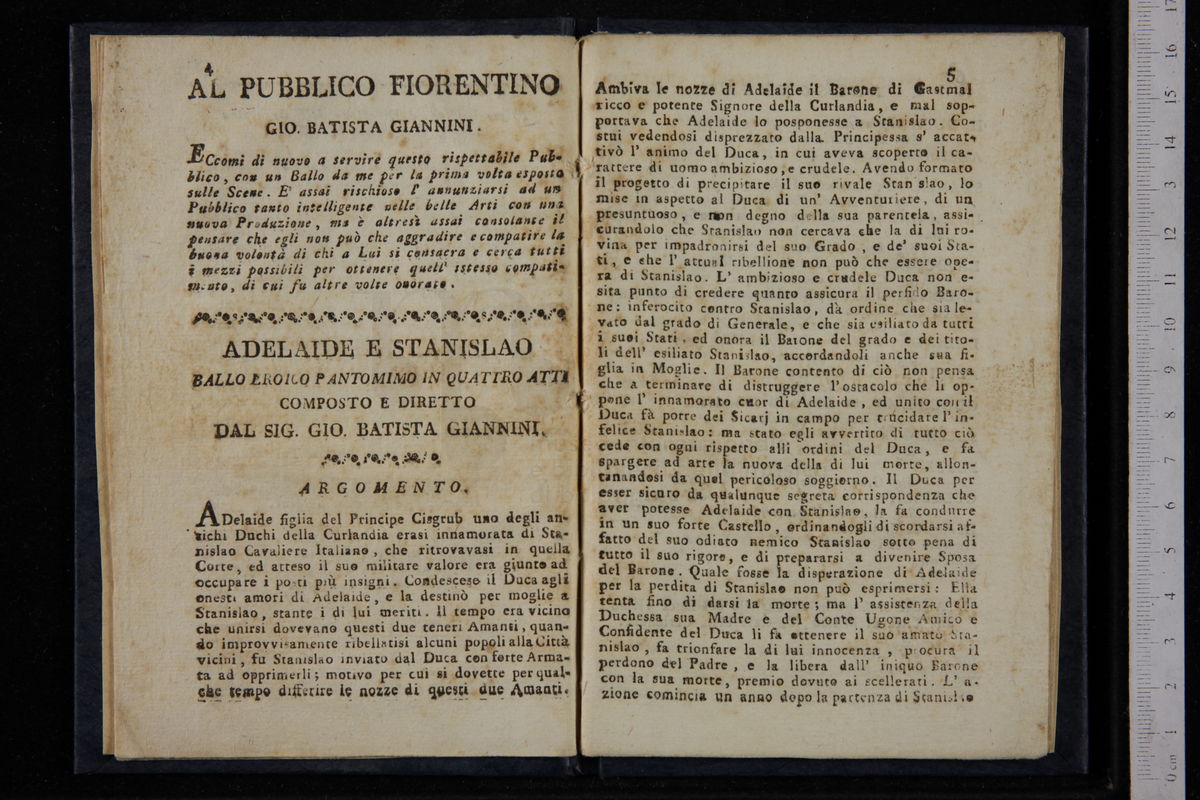 4
AL PUBBLICO FIORENTINO
GIO. BATISTA GIANNINI.
ECcomi di nuovo a servire questo rispettabile Pub-
blico, con un Ballo da me per la prima volta esposto
sulle Scene. E' assai rischioso l' annunziarsi ad un
Pubblico tanto intelligente nelle belle Arti con una
nuova Produzione, ma è altresì assai consolante il
pensare che egli non può che aggradire e compatire la
buona volontà di chi a Lui si consacra e cerca tutti
i mezzi possibili per ottenere quell' istesso compati-
mento, di cui fu altre volte onorato.
ADELAIDE E STANISLAO
BALLO EROICO PANTOMIMO IN QUATTRO ATTI
COMPOSTO E DIRETTO
DAL SIG. GIO. BATISTA GIANNINI.
ARGOMENTO.
ADelaide figlia del Principe Cisgrub uno degli an-
tichi Duchi della Curlandia erasi innamorata di Sta-
nislao Cavaliere Italiano, che ritrovavasi in quella
Corte, ed atteso il suo militare valore era giunto ad
occupare i posti più insigni. Condescese il Duca agli
onesti amori di Adelaide, e la destinò per moglie a
Stanislao, stante i di lui meriti. Il tempo era vicino
che unirsi dovevano questi due teneri Amanti, quan-
do improvvisamente ribellatisi alcuni popoli alla Città
vicini, fu Stanislao inviato dal Duca con forte Arma-
ta ad opprimerli; motivo per cui si dovette per qual-
che tempo differire le nozze di questi due Amanti.
5
Ambiva le nozze di Adelaide il Barone di Gastmal
ricco e potente Signore della Curlandia, e mal sop-
portava che Adelaide lo posponesse a Stanislao. Co-
stui vedendosi disprezzato dalla Principessa s' accat-
tivò l' animo del Duca, in cui aveva scoperto il ca-
rattere di uomo ambizioso, e crudele. Avendo formato
il progetto di precipitare il suo rivale Stanislao, lo
mise in aspetto al Duca di un' Avventuriere, di un
presuntuoso, e non degno della sua parentela, assi-
curandolo che Stanislao non cercava che la di lui ro-
vina per impadronirsi del suo Grado, e de' suoi Sta-
ti, e che l' attual ribellione non può che essere ope-
ra di Stanislao. L' ambizioso e crudele Duca non e-
sita punto di credere quanto assicura il perfido Baro-
ne: inferocito contro Stanislao, dà ordine che sia le-
vato dal grado di Generale, e che sia esiliato da tutti
i suoi Stati, ed onora il Barone del grado e dei tito-
li dell' esiliato Stanislao, accordandoli anche sua fi-
glia in Moglie. Il Barone contento di ciò non pensa
che a terminare di distruggere l'ostacolo che li op-
pone l' innamorato cuor di Adelaide, ed unito con il
Duca fà porre dei Sicarj in campo per trucidare l' in-
felice Stanislao: ma stato egli avvertito di tutto ciò
cede con ogni rispetto alli ordini del Duca, e fa
spargere ad arte la nuova della di lui morte, allon-
tanandosi da quel pericoloso soggiorno. Il Duca per
esser sicuro da qualunque segreta corrispondenza che
aver potesse Adelaide con Stanislao, la fa condurre
in un suo forte Castello, ordinandogli di scordarsi af-
fatto del suo odiato nemico Stanislao sotto pena di
tutto il suo rigore, e di prepararsi a divenire Sposa
del Barone. Quale fosse la disperazione di Adelaide
per la perdita di Stanislao non può esprimersi: Ella
tenta fino di darsi la morte; ma l' assistenza della
Duchessa sua Madre e del Conte Ugone Amico e
Confidente del Duca li fa ottenere il suo amato Sta-
nislao, fa trionfare la di lui innocenza, procura il
perdono del Padre, e la libera dall' iniquo Barone
con la sua morte, premio dovuto ai scellerati. L' a-
zione comincia un anno dopo la partenza di Stanislao
0 cm 1 2 3 4 5 6 7 8 9 10 11 12 13 14 15 16 17